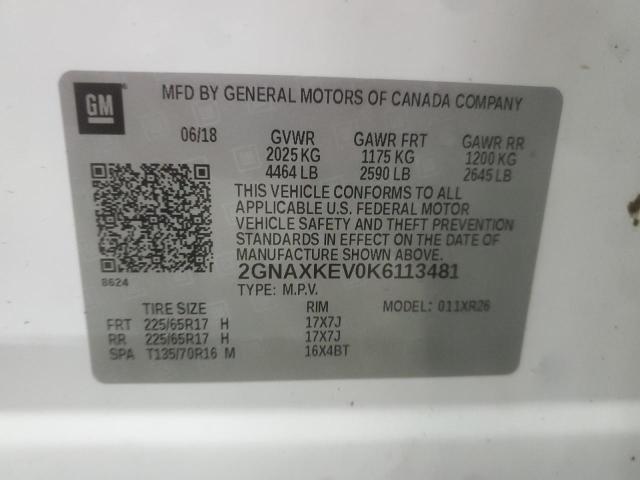 GM
MFD BY GENERAL MOTORS OF CANADA COMPANY
06/18 GVWR GAWR FRT GAWR RR
2025 KG 1175 KG 1200 KG
4464 LB 2590 LB 2645 LB
THIS VEHICLE CONFORMS TO ALL
APPLICABLE U.S. FEDERAL MOTOR
VEHICLE SAFETY AND THEFT PREVENTION
STANDARDS IN EFFECT ON THE DATE OF
MANUFACTURE SHOWN ABOVE.
2GNAXKEV0K6113481
8624
TYPE: M.P.V.
TIRE SIZE RIM MODEL: 011XR26
FRT 225/65R17 H 17X7J
RR 225/65R17 H 17X7J
SPA T135/70R16 M 16X4BT